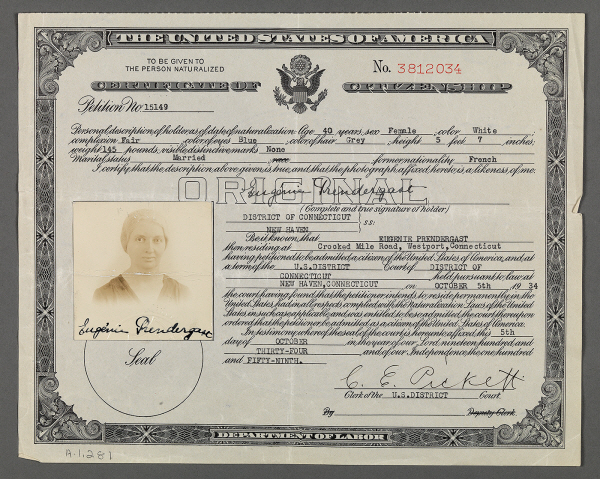 THE UNITED STATES OF AMERICA
TO BE GIVEN TO
THE PERSON NATURALIZED
No. 3812034
CERTIFICATE OF CITIZENSHIP
Petition No 15149
Personal description of holder as of date of naturalization: Age 40 years, sex Female, color White
complexion Fair, color of eyes Blue color of hair Grey, height 5 feet 7 inches,
weight 145 pounds, visible distinctive marks None
Marital status Married race former nationality French
I certify that the description above given is true, and that the photograph affixed hereto is a likeness of me.
ORIGINAL
Eugénie Prendergast
(Complete and true signature of holder)
DISTRICT OF CONNECTICUT
NEW HAVEN
SS:
Be it known, that EUGENIE PRENDERGAST
then residing at Crooked Mile Road, Westport, Connecticut
having petitioned to be admitted a citizen of the United States of America, and at
a term of the U.S.DISTRICT Court of DISTRICT OF
CONNECTICUT held pursuant to law at
NEW HAVEN, CONNECTICUT on OCTOBER 5th 1934
the court having found that the petitioner intends to reside permanently in the
United States, had in all respects complied with the Naturalization Laws of the United
States in such case applicable, and was entitled to be so admitted, the court thereupon
ordered that the petitioner be admitted as a citizen of the United States of America.
In testimony whereof the seal of the court is hereunto affixed this 5th
day of OCTOBER in the year of our Lord nineteen hundred and
THIRTY-FOUR and of our Independence the one hundred
and FIFTY-NINTH.
Eugénie Prendergast
Seal
C. E. Pickett
Clerk of the U.S.DISTRICT Court.
By Deputy Clerk.
DEPARTMENT OF LABOR
A.1.281